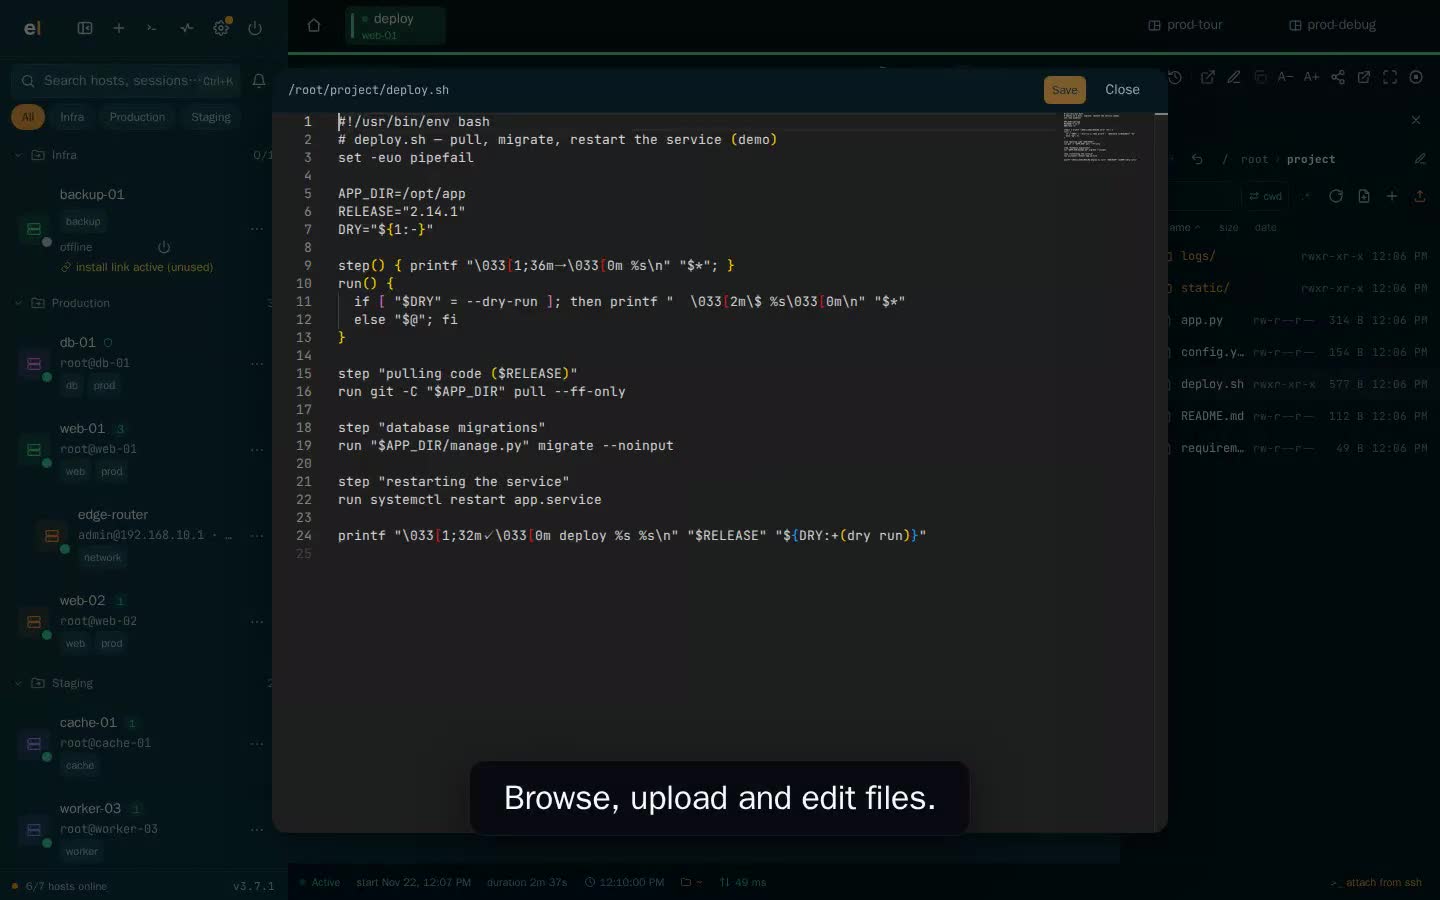 el
deploy
web-01
prod-tour
prod-debug
Search hosts, sessions… Ctrl+K
All Infra Production Staging
Infra
backup-01
backup
offline
install link active (unused)
Production
db-01
root@db-01
db prod
web-01 3
root@web-01
web prod
edge-router
admin@192.168.10.1 · …
network
web-02 1
root@web-02
web prod
Staging
cache-01 1
root@cache-01
cache
worker-03 1
root@worker-03
worker
6/7 hosts online v3.7.1
/root/project/deploy.sh Save Close
1 #!/usr/bin/env bash
2 # deploy.sh — pull, migrate, restart the service (demo)
3 set -euo pipefail
4
5 APP_DIR=/opt/app
6 RELEASE="2.14.1"
7 DRY="${1:-}"
8
9 step() { printf "\033[1;36m→\033[0m %s\n" "$*"; }
10 run() {
11   if [ "$DRY" = --dry-run ]; then printf "  \033[2m\$ %s\033[0m\n" "$*"
12   else "$@"; fi
13 }
14
15 step "pulling code ($RELEASE)"
16 run git -C "$APP_DIR" pull --ff-only
17
18 step "database migrations"
19 run "$APP_DIR/manage.py" migrate --noinput
20
21 step "restarting the service"
22 run systemctl restart app.service
23
24 printf "\033[1;32m✓\033[0m deploy %s %s\n" "$RELEASE" "${DRY:+(dry run)}"
25
A− A+
/ root / project
cwd .*
size date
logs/ rwxr-xr-x 12:06 PM
static/ rwxr-xr-x 12:06 PM
app.py rw-r--r-- 314 B 12:06 PM
config.y… rw-r--r-- 154 B 12:06 PM
deploy.sh rwxr-xr-x 577 B 12:06 PM
README.md rw-r--r-- 112 B 12:06 PM
requirem… rw-r--r-- 49 B 12:06 PM
Browse, upload and edit files.
Active start Nov 22, 12:07 PM duration 2m 37s 12:10:00 PM 49 ms
>_ attach from ssh